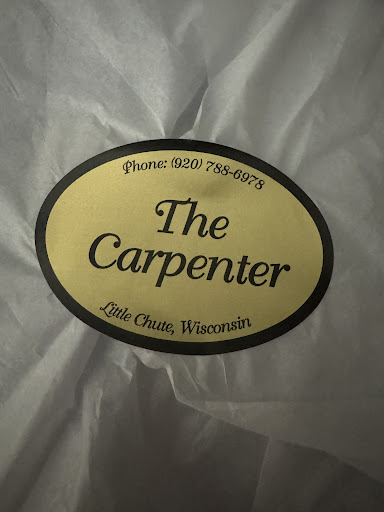 Phone: (920) 788-6978
The
Carpenter
Little Chute, Wisconsin